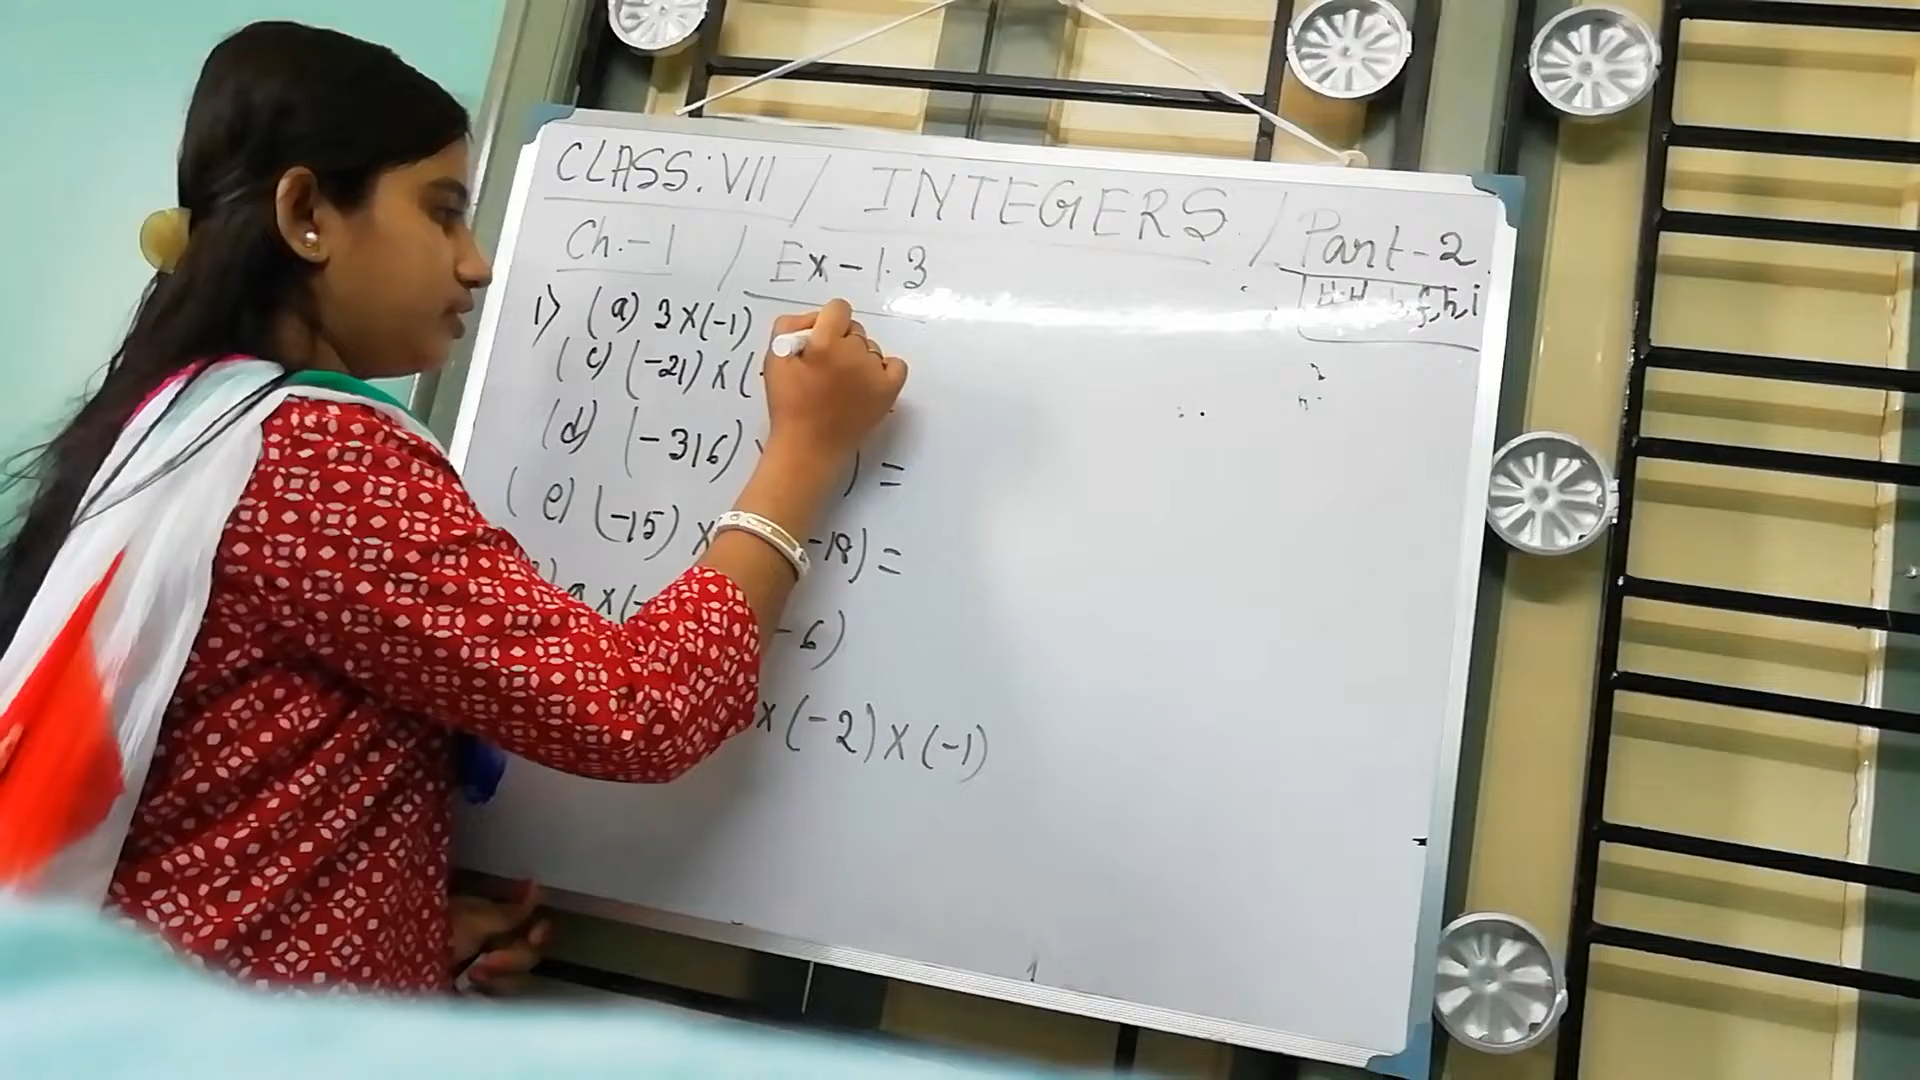 CLASS: VII / INTEGERS / Part-2
Ch.-1 / Ex-1.3
H.W b, f, h, i
1) (a) 3×(-1)
(c) (-21) × (-
(d) (-316) ) =
(e) (-15) × -18) =
9 ×(- -6)
× (-2) × (-1)